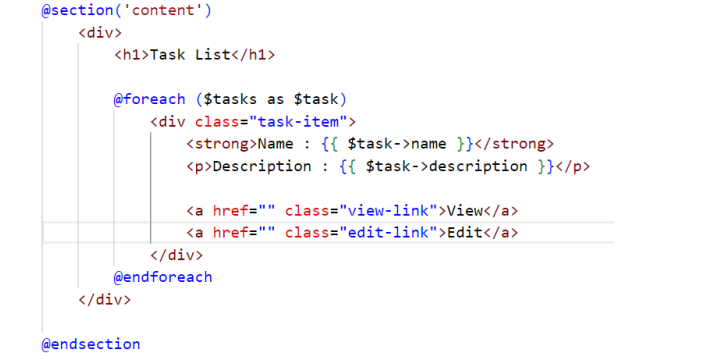 @section('content')
<div>
<h1>Task List</h1>
@foreach ($tasks as $task)
<div class="task-item">
<strong>Name : {{ $task->name }}</strong>
<p>Description : {{ $task->description }}</p>
<a href="" class="view-link">View</a>
<a href="" class="edit-link">Edit</a>
</div>
@endforeach
</div>
@endsection